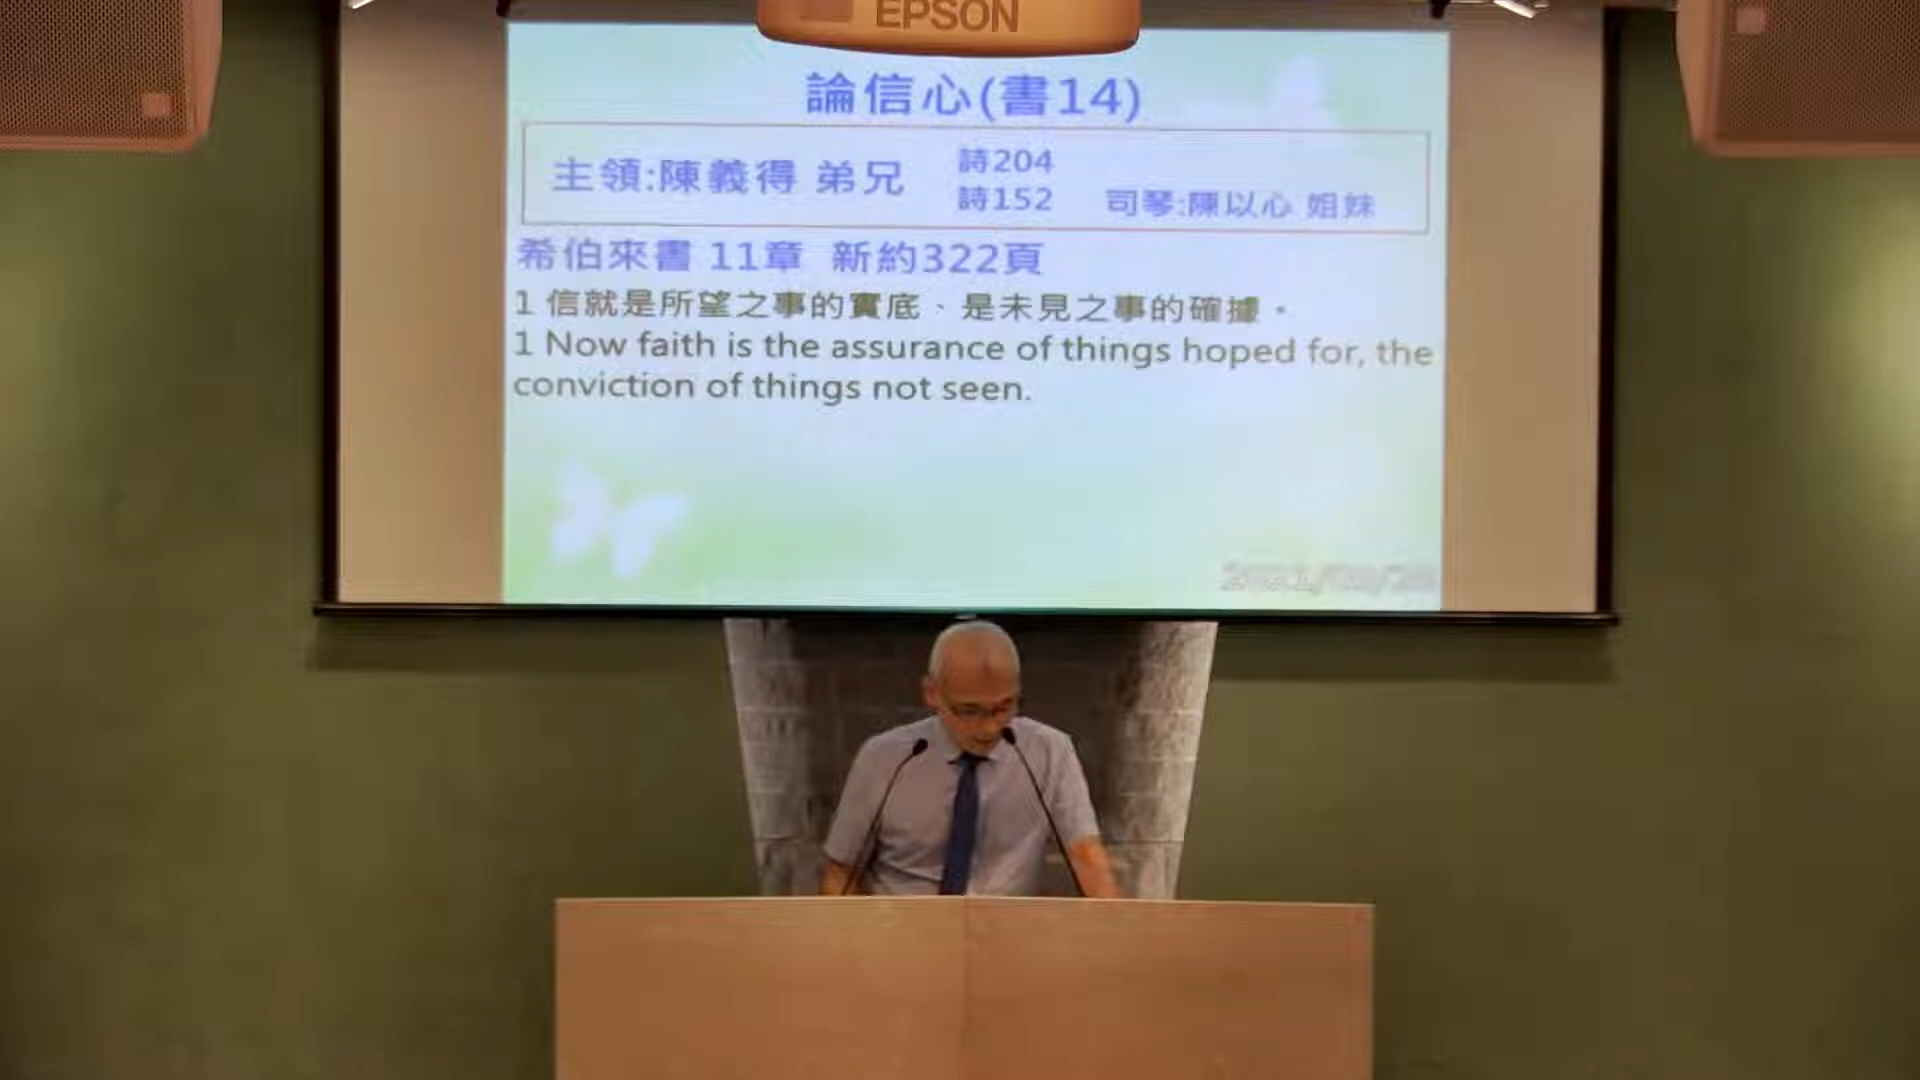 EPSON
論信心(書14)
主領:陳義得 弟兄
詩204
詩152
司琴:陳以心 姐妹
希伯來書 11章 新約322頁
1 信就是所望之事的實底、是未見之事的確據。
1 Now faith is the assurance of things hoped for, the
conviction of things not seen.